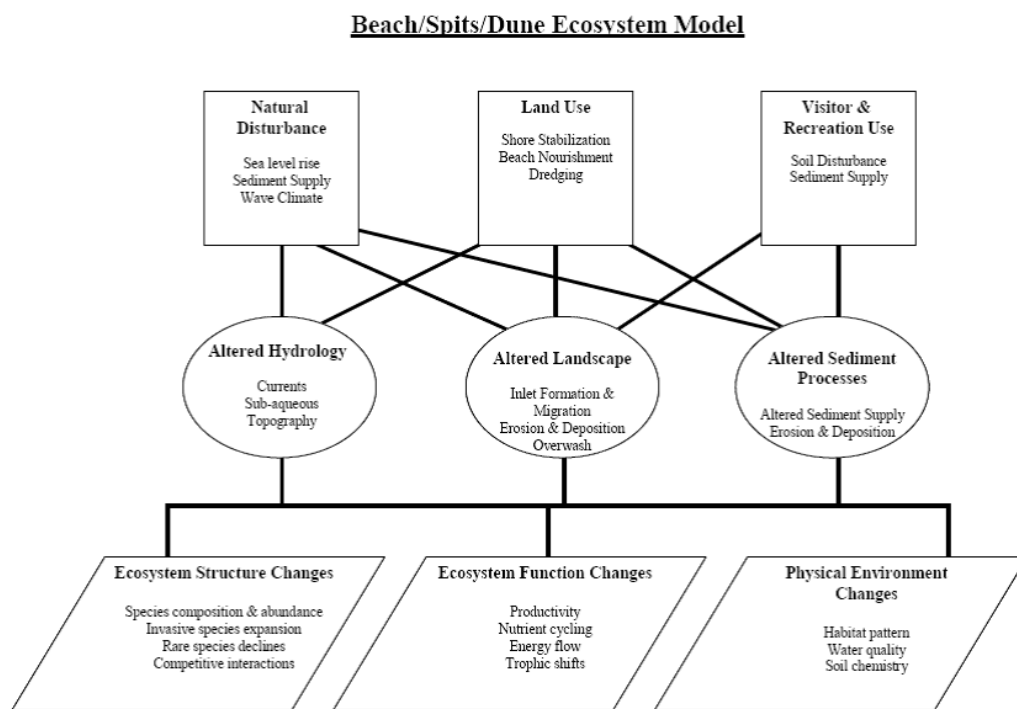 Beach/Spits/Dune Ecosystem Model
Natural
Disturbance
Sea level rise
Sediment Supply
Wave Climate
Land Use
Shore Stabilization
Beach Nourishment
Dredging
Visitor &
Recreation Use
Soil Disturbance
Sediment Supply
Altered Hydrology
Currents
Sub-aqueous
Topography
Altered Landscape
Inlet Formation &
Migration
Erosion & Deposition
Overwash
Altered Sediment
Processes
Altered Sediment Supply
Erosion & Deposition
Ecosystem Structure Changes
Species composition & abundance
Invasive species expansion
Rare species declines
Competitive interactions
Ecosystem Function Changes
Productivity
Nutrient cycling
Energy flow
Trophic shifts
Physical Environment
Changes
Habitat pattern
Water quality
Soil chemistry